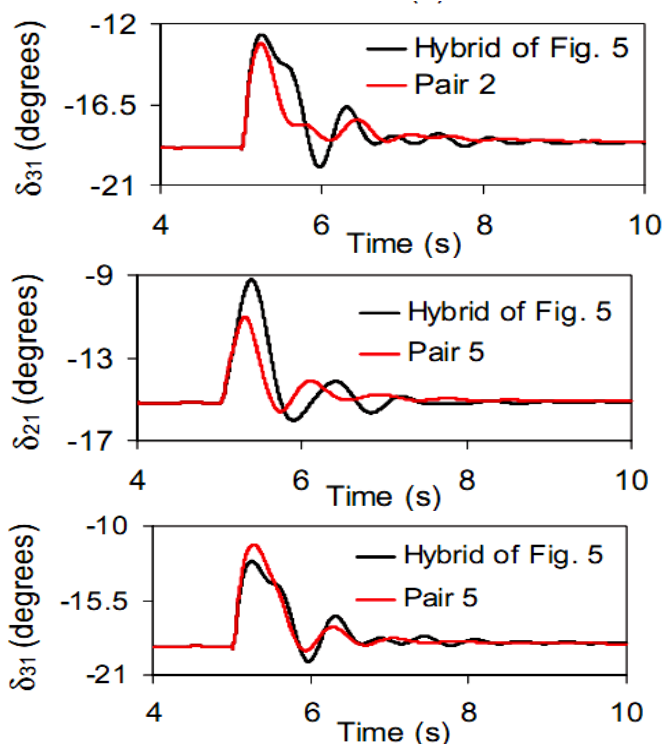 -12
Hybrid of Fig. 5
Pair 2
-16.5
-21
δ31 (degrees)
4
6
8
10
Time (s)
-9
Hybrid of Fig. 5
Pair 5
-13
-17
δ21 (degrees)
4
6
8
10
Time (s)
-10
Hybrid of Fig. 5
Pair 5
-15.5
-21
δ31 (degrees)
4
6
8
10
Time (s)